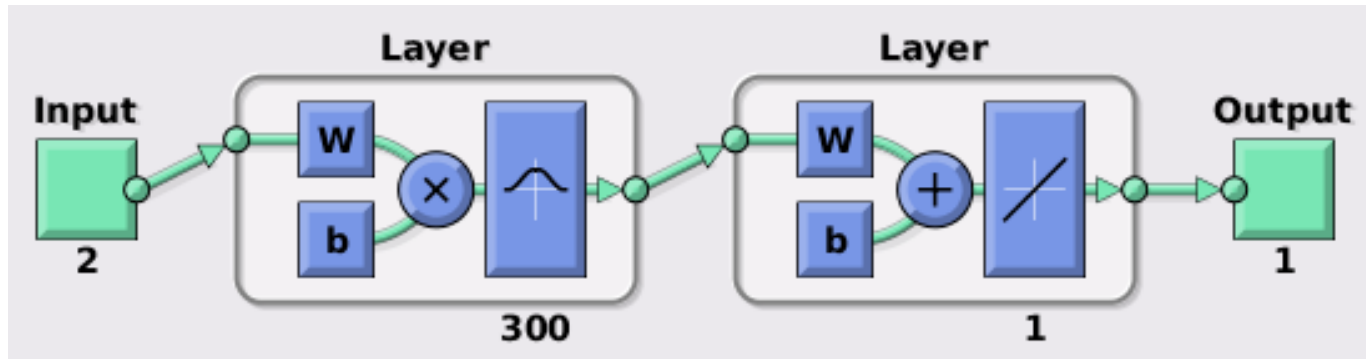 Layer Layer
Input Output
W W
× +
b b
2 1
300 1